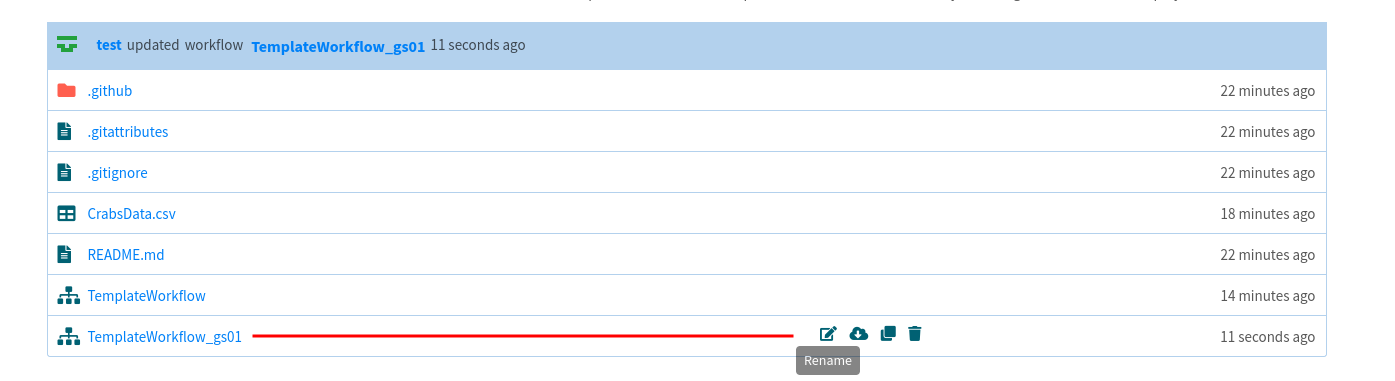 test updated workflow TemplateWorkflow_gs01 11 seconds ago
.github 22 minutes ago
.gitattributes 22 minutes ago
.gitignore 22 minutes ago
CrabsData.csv 18 minutes ago
README.md 22 minutes ago
TemplateWorkflow 14 minutes ago
TemplateWorkflow_gs01 11 seconds ago
Rename